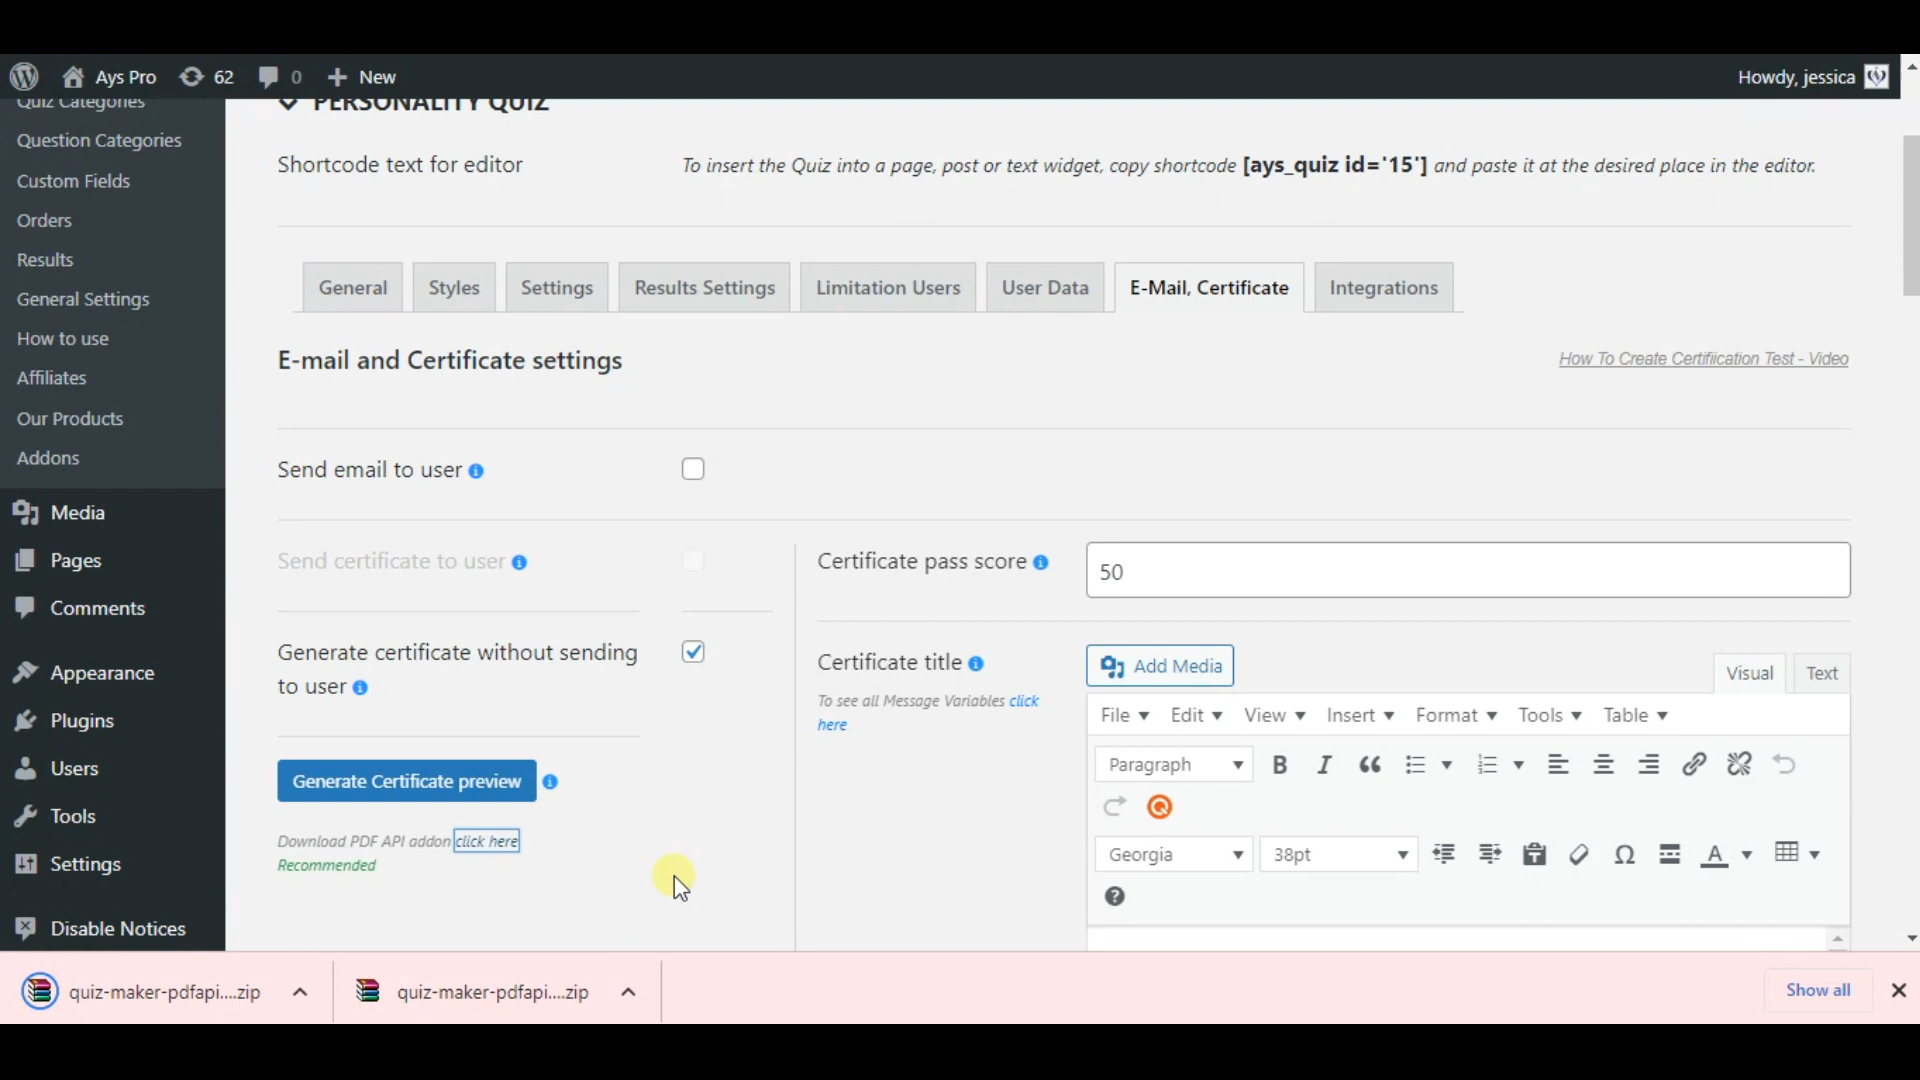 Ays Pro 62 0 New Howdy, jessica
Quiz Categories
PERSONALITY QUIZ
Question Categories
Custom Fields
Orders
Results
General Settings
How to use
Affiliates
Our Products
Addons
Media
Pages
Comments
Appearance
Plugins
Users
Tools
Settings
Disable Notices
Shortcode text for editor
To insert the Quiz into a page, post or text widget, copy shortcode [ays_quiz id='15'] and paste it at the desired place in the editor.
General Styles Settings Results Settings Limitation Users User Data E-Mail, Certificate Integrations
E-mail and Certificate settings
How To Create Certifiication Test - Video
Send email to user
Send certificate to user
Generate certificate without sending
to user
Generate Certificate preview
Download PDF API addon click here
Recommended
Certificate pass score
50
Certificate title
To see all Message Variables click
here
Add Media
Visual Text
File Edit View Insert Format Tools Table
Paragraph
Georgia 38pt
quiz-maker-pdfapi....zip quiz-maker-pdfapi....zip Show all